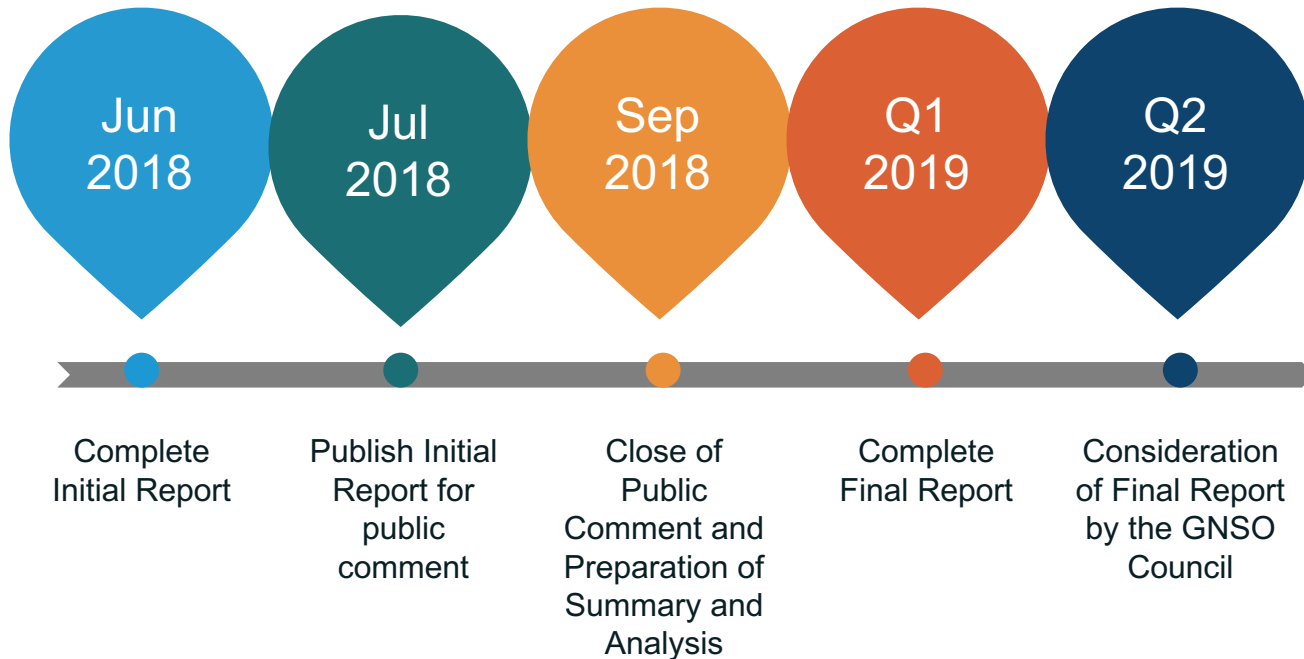 Jun
2018
Jul
2018
Sep
2018
Q1
2019
Q2
2019
Complete
Initial Report
Publish Initial
Report for
public
comment
Close of
Public
Comment and
Preparation of
Summary and
Analysis
Complete
Final Report
Consideration
of Final Report
by the GNSO
Council